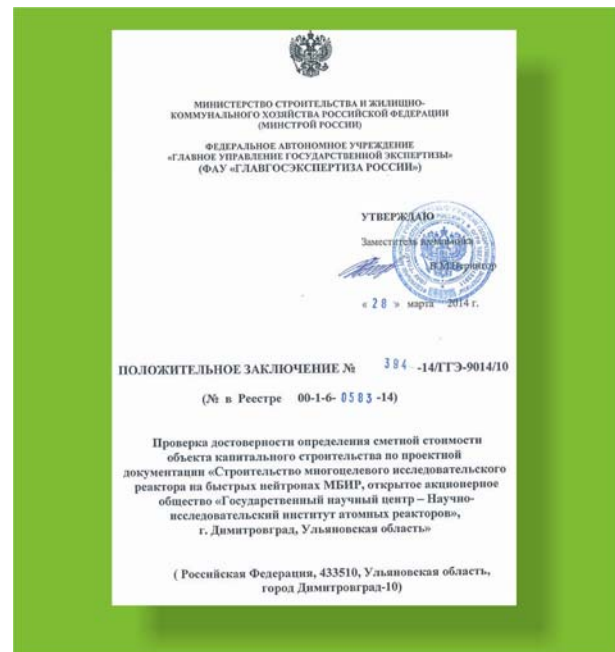 МИНИСТЕРСТВО СТРОИТЕЛЬСТВА И ЖИЛИЩНО-
КОММУНАЛЬНОГО ХОЗЯЙСТВА РОССИЙСКОЙ ФЕДЕРАЦИИ
(МИНСТРОЙ РОССИИ)
ФЕДЕРАЛЬНОЕ АВТОНОМНОЕ УЧРЕЖДЕНИЕ
«ГЛАВНОЕ УПРАВЛЕНИЕ ГОСУДАРСТВЕННОЙ ЭКСПЕРТИЗЫ»
(ФАУ «ГЛАВГОСЭКСПЕРТИЗА РОССИИ»)
УТВЕРЖДАЮ
Заместитель
« 28 » марта 2014 г.
ПОЛОЖИТЕЛЬНОЕ ЗАКЛЮЧЕНИЕ № 394 -14/ГГЭ-9014/10
(№ в Реестре 00-1-6- 0583 -14)
Проверка достоверности определения сметной стоимости
объекта капитального строительства по проектной
документации «Строительство многоцелевого исследовательского
реактора на быстрых нейтронах МБИР, открытое акционерное
общество «Государственный научный центр – Научно-
исследовательский институт атомных реакторов»,
г. Димитровград, Ульяновская область»
( Российская Федерация, 433510, Ульяновская область,
город Димитровград-10)